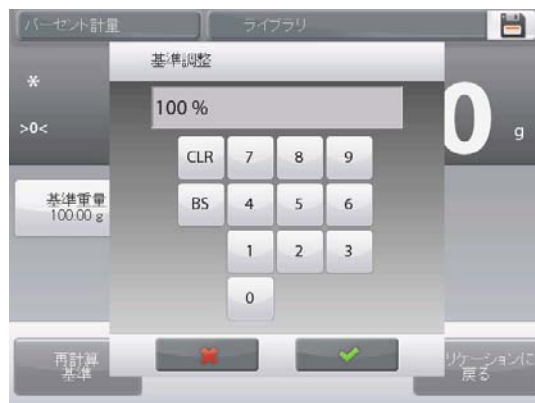 パーセント計量 ライブラリ
基準調整
*
100 %
>0<
0 g
CLR 7 8 9
基準重量
100.00 g
BS 4 5 6
1 2 3
0
再計算
基準
リケーションに
戻る